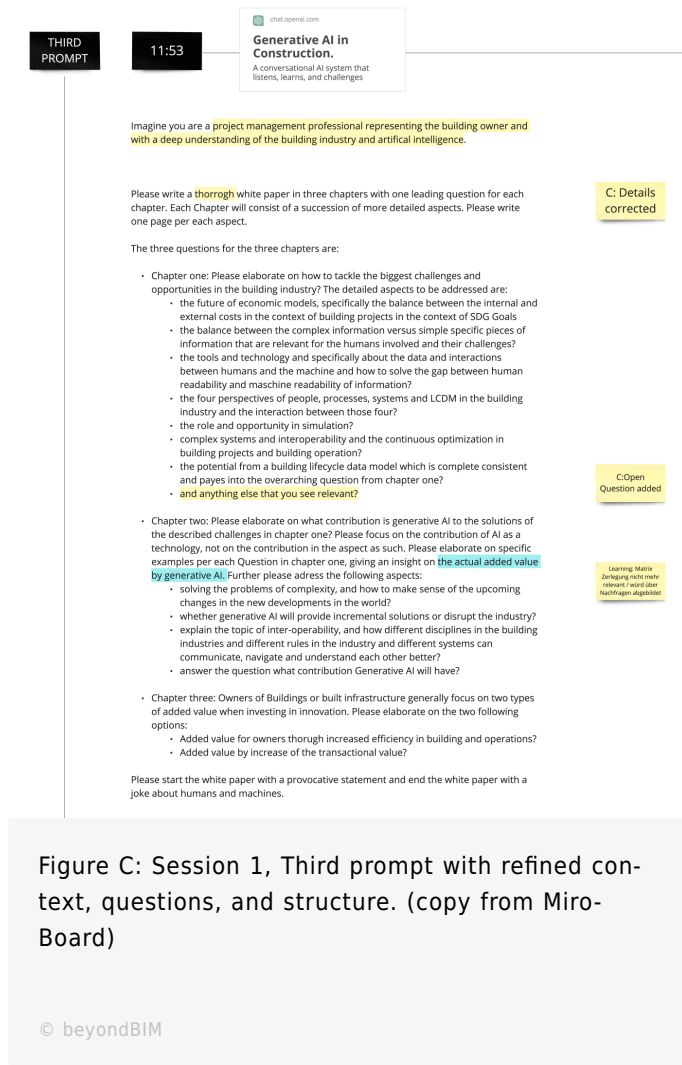 THIRD
PROMPT
11:53
chat.openai.com
Generative AI in
Construction.
A conversational AI system that
listens, learns, and challenges
Imagine you are a project management professional representing the building owner and
with a deep understanding of the building industry and artifical intelligence.
Please write a thorrogh white paper in three chapters with one leading question for each
chapter. Each Chapter will consist of a succession of more detailed aspects. Please write
one page per each aspect.
C: Details
corrected
The three questions for the three chapters are:
· Chapter one: Please elaborate on how to tackle the biggest challenges and
opportunities in the building industry? The detailed aspects to be addressed are:
· the future of economic models, specifically the balance between the internal and
external costs in the context of building projects in the context of SDG Goals
· the balance between the complex information versus simple specific pieces of
information that are relevant for the humans involved and their challenges?
· the tools and technology and specifically about the data and interactions
between humans and the machine and how to solve the gap between human
readability and maschine readability of information?
· the four perspectives of people, processes, systems and LCDM in the building
industry and the interaction between those four?
· the role and opportunity in simulation?
· complex systems and interoperability and the continuous optimization in
building projects and building operation?
· the potential from a building lifecycle data model which is complete consistent
and payes into the overarching question from chapter one?
· and anything else that you see relevant?
C:Open
Question added
· Chapter two: Please elaborate on what contribution is generative AI to the solutions of
the described challenges in chapter one? Please focus on the contribution of AI as a
technology, not on the contribution in the aspect as such. Please elaborate on specific
examples per each Question in chapter one, giving an insight on the actual added value
by generative AI. Further please adress the following aspects:
· solving the problems of complexity, and how to make sense of the upcoming
changes in the new developments in the world?
· whether generative AI will provide incremental solutions or disrupt the industry?
· explain the topic of inter-operability, and how different disciplines in the building
industries and different rules in the industry and different systems can
communicate, navigate and understand each other better?
· answer the question what contribution Generative AI will have?
Learning: Matrix
Zerlegung nicht mehr
relevant / würd über
Nachfragen abgebildet
· Chapter three: Owners of Buildings or built infrastructure generally focus on two types
of added value when investing in innovation. Please elaborate on the two following
options:
· Added value for owners thorugh increased efficiency in building and operations?
· Added value by increase of the transactional value?
Please start the white paper with a provocative statement and end the white paper with a
joke about humans and machines.
Figure C: Session 1, Third prompt with refined con-
text, questions, and structure. (copy from Miro-
Board)
© beyondBIM